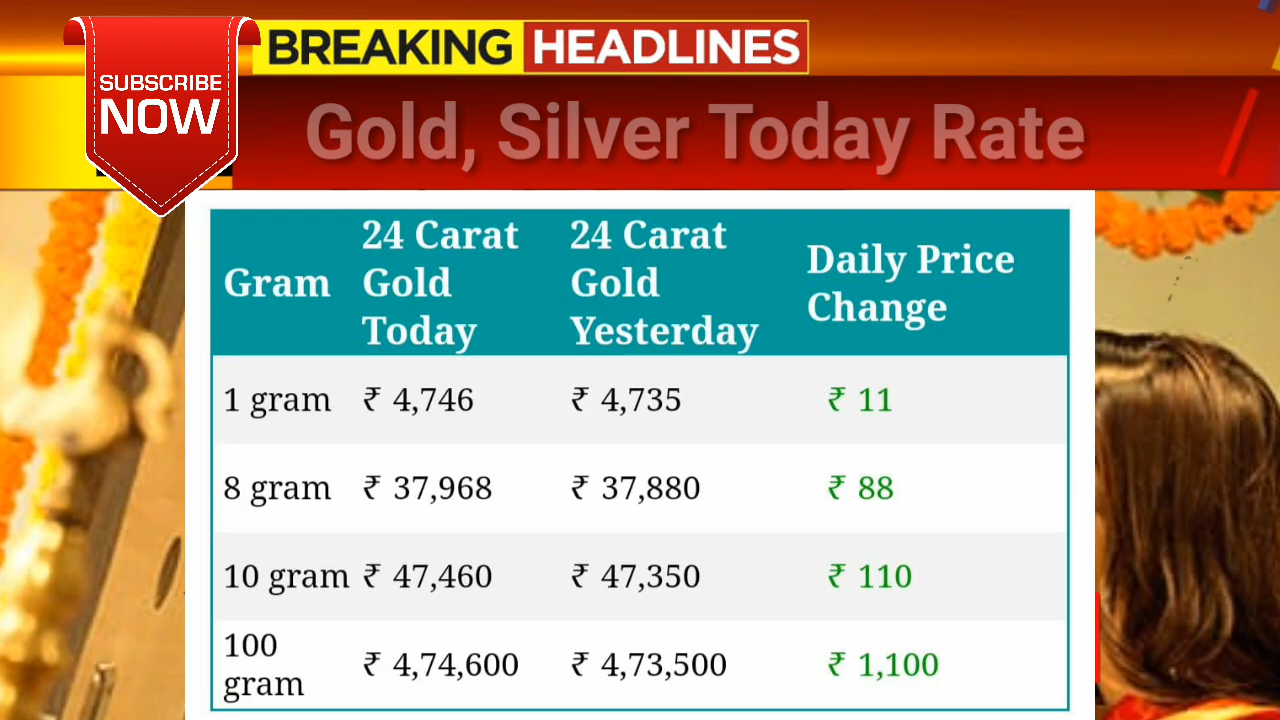 BREAKING HEADLINES
SUBSCRIBE
NOW
Gold, Silver Today Rate
Gram
24 Carat
Gold
Today
24 Carat
Gold
Yesterday
Daily Price
Change
1 gram ₹ 4,746 ₹ 4,735 ₹ 11
8 gram ₹ 37,968 ₹ 37,880 ₹ 88
10 gram ₹ 47,460 ₹ 47,350 ₹ 110
100
gram ₹ 4,74,600 ₹ 4,73,500 ₹ 1,100